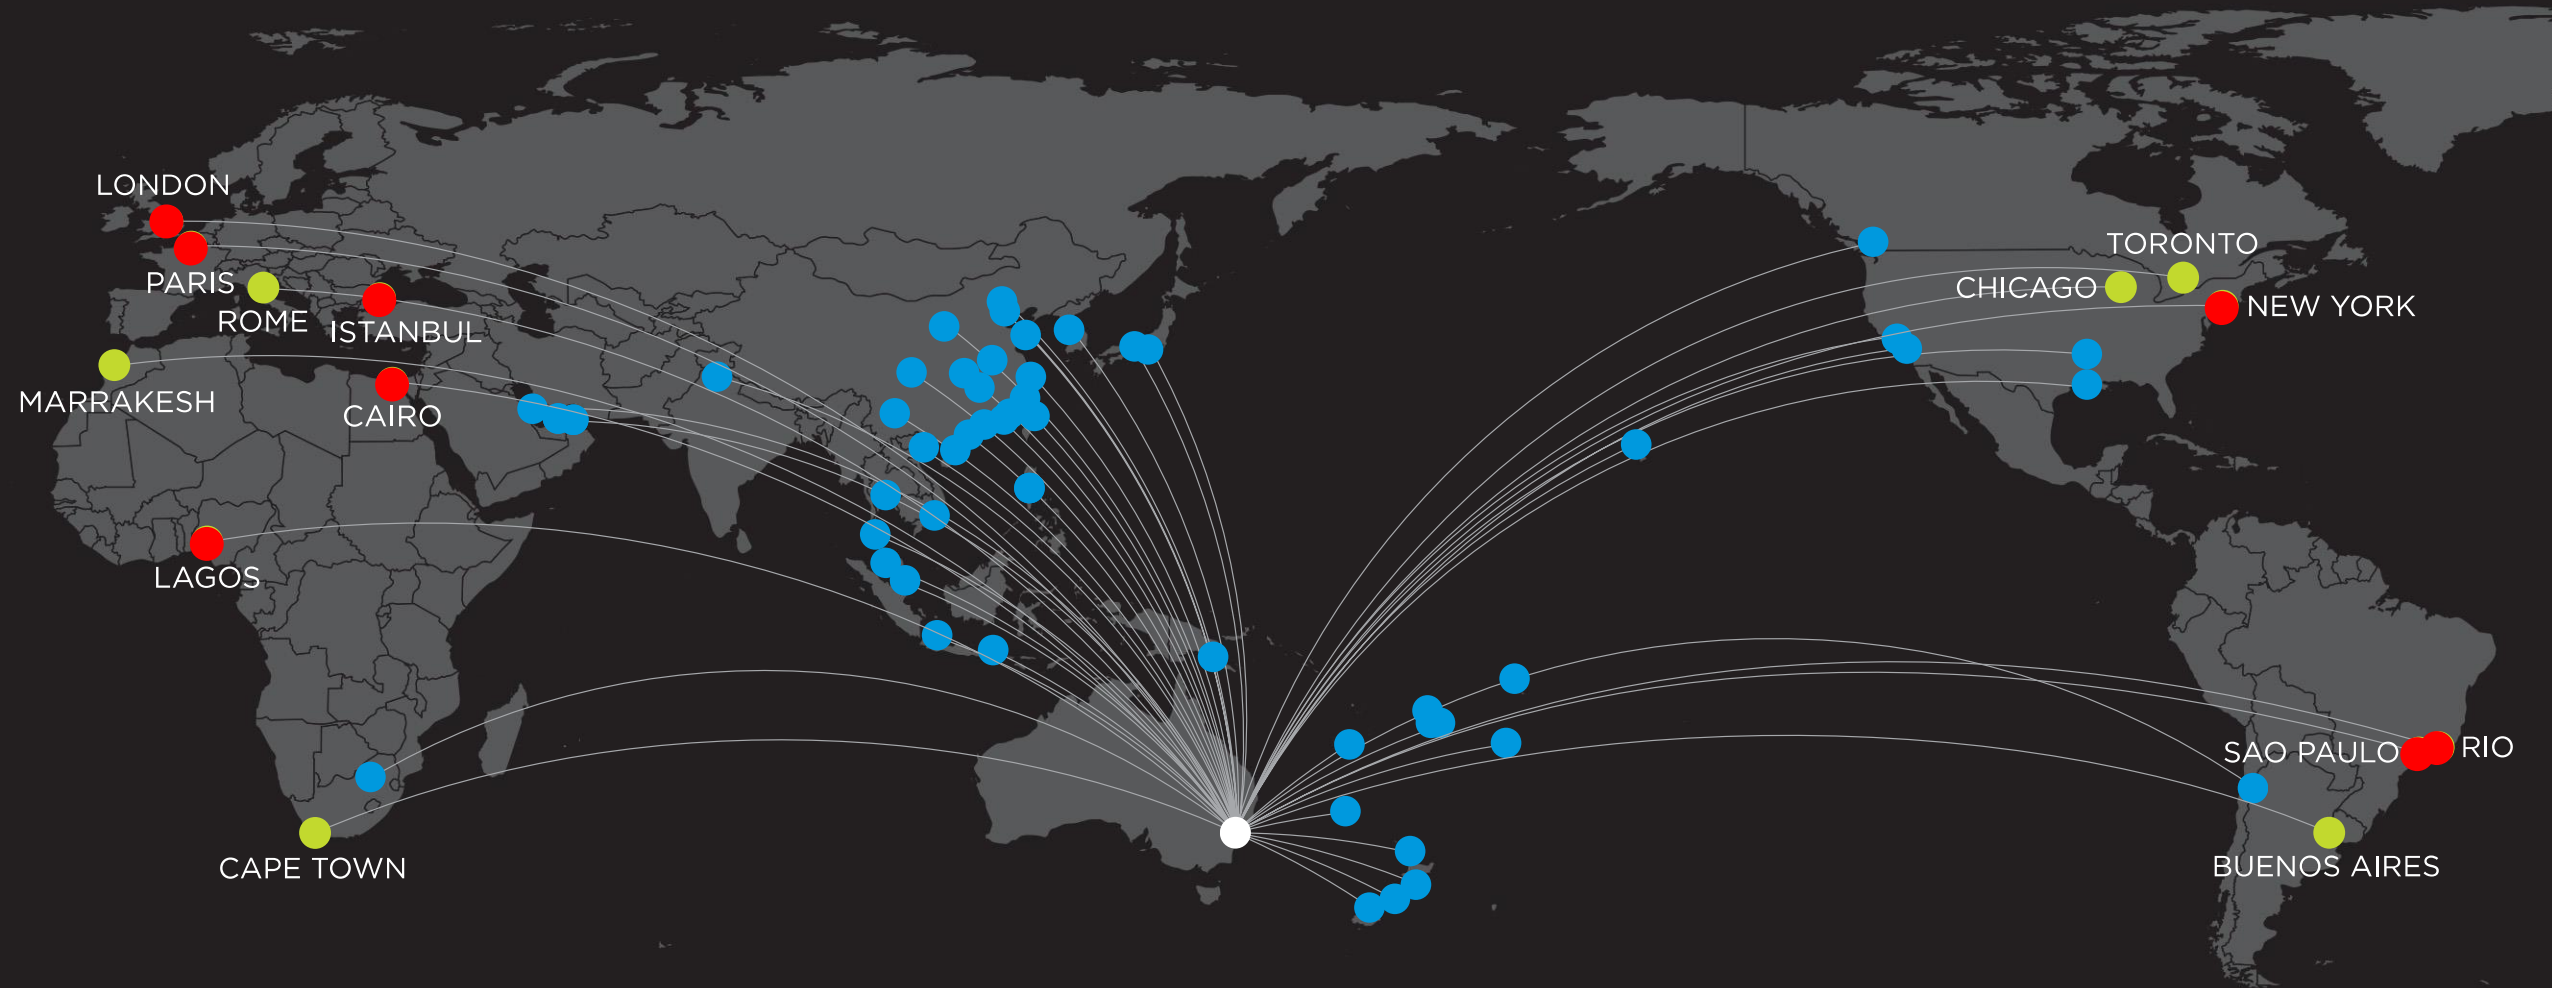 LONDON
PARIS
ROME
ISTANBUL
MARRAKESH
CAIRO
LAGOS
CAPE TOWN
TORONTO
CHICAGO
NEW YORK
SAO PAULO
RIO
BUENOS AIRES